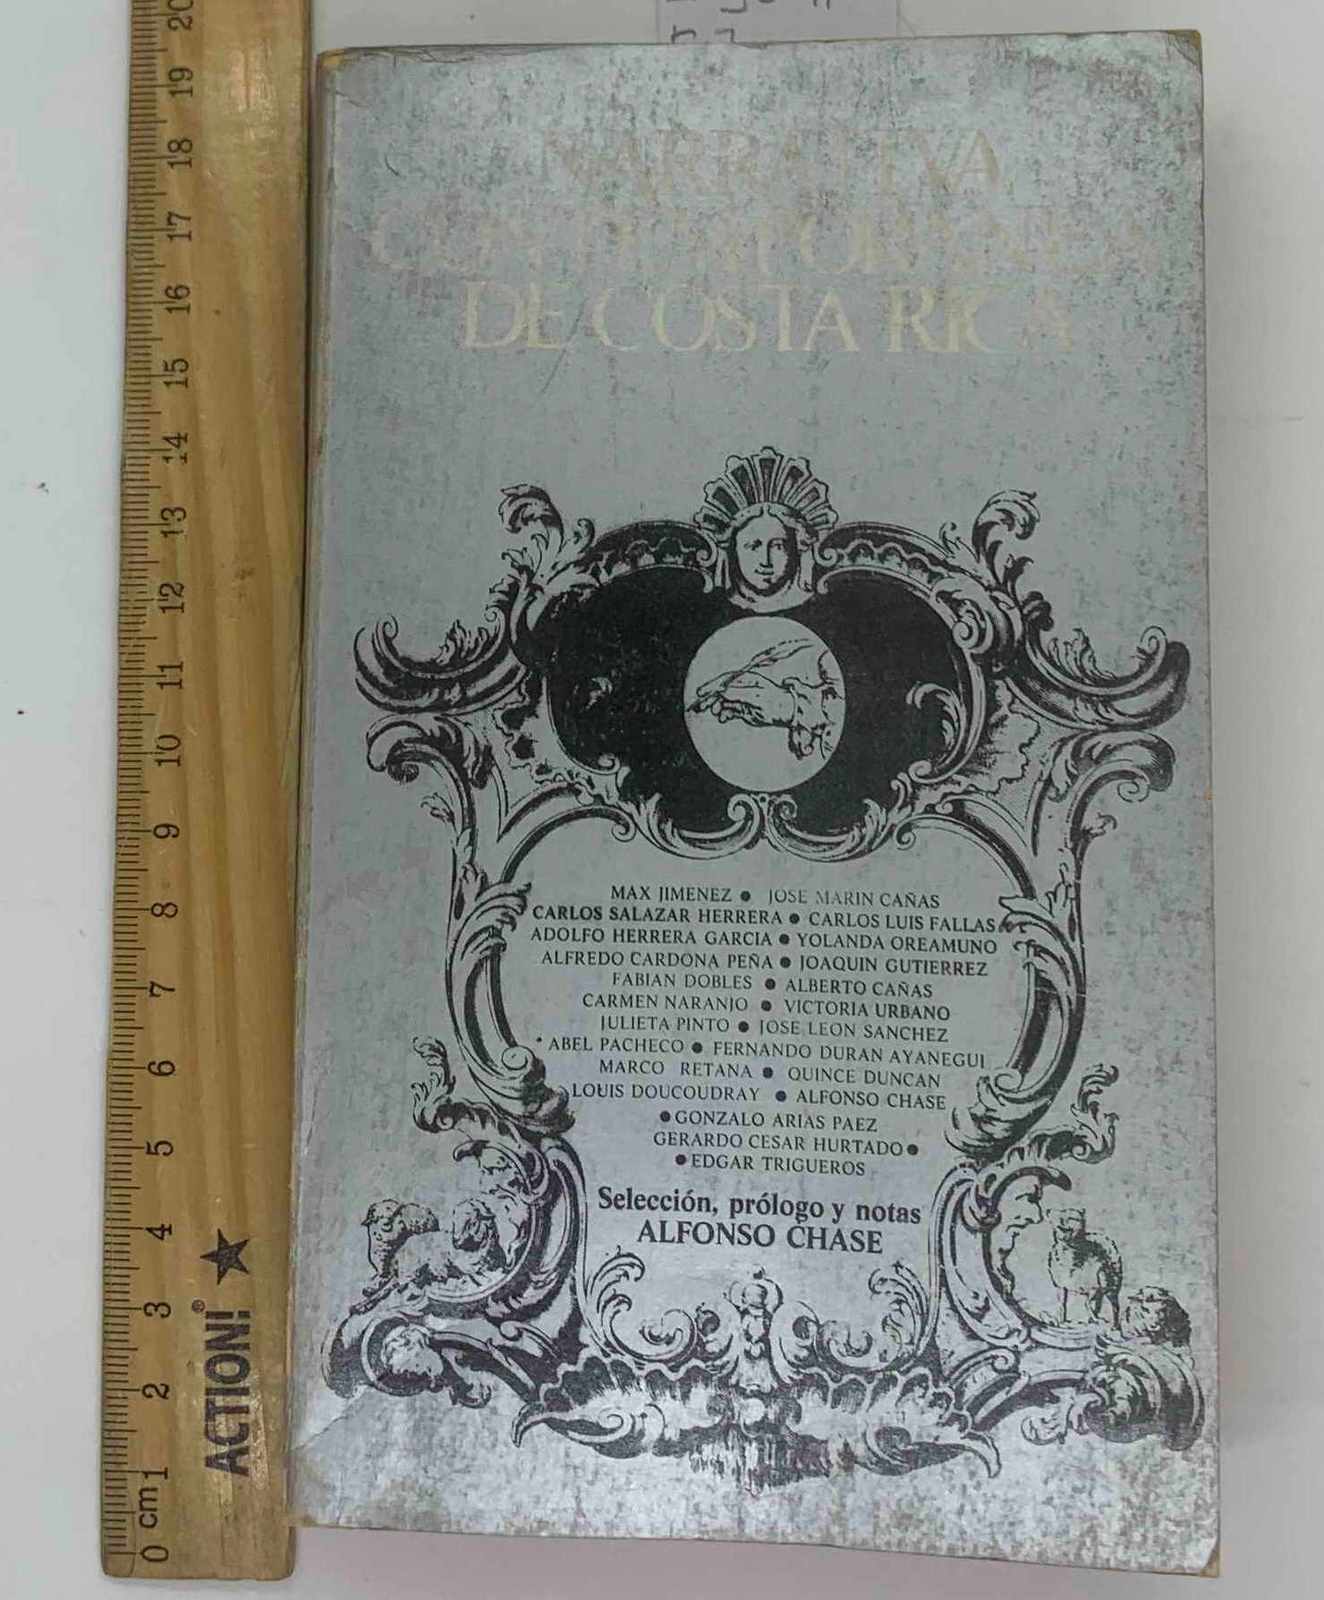 NARRATIVA
CONTEMPORANEA
DE COSTA RICA
MAX JIMENEZ ● JOSE MARIN CAÑAS
CARLOS SALAZAR HERRERA ● CARLOS LUIS FALLAS
ADOLFO HERRERA GARCIA ● YOLANDA OREAMUNO
ALFREDO CARDONA PEÑA ● JOAQUIN GUTIERREZ
FABIAN DOBLES ● ALBERTO CAÑAS
CARMEN NARANJO ● VICTORIA URBANO
JULIETA PINTO ● JOSE LEON SANCHEZ
ABEL PACHECO ● FERNANDO DURAN AYANEGUI
MARCO RETANA ● QUINCE DUNCAN
LOUIS DOUCOUDRAY ● ALFONSO CHASE
●GONZALO ARIAS PAEZ
GERARDO CESAR HURTADO●
●EDGAR TRIGUEROS
Selección, prólogo y notas
ALFONSO CHASE
0 cm 1 2 3 4 5 6 7 8 9 10 11 12 13 14 15 16 17 18 19 20
ACTION!®